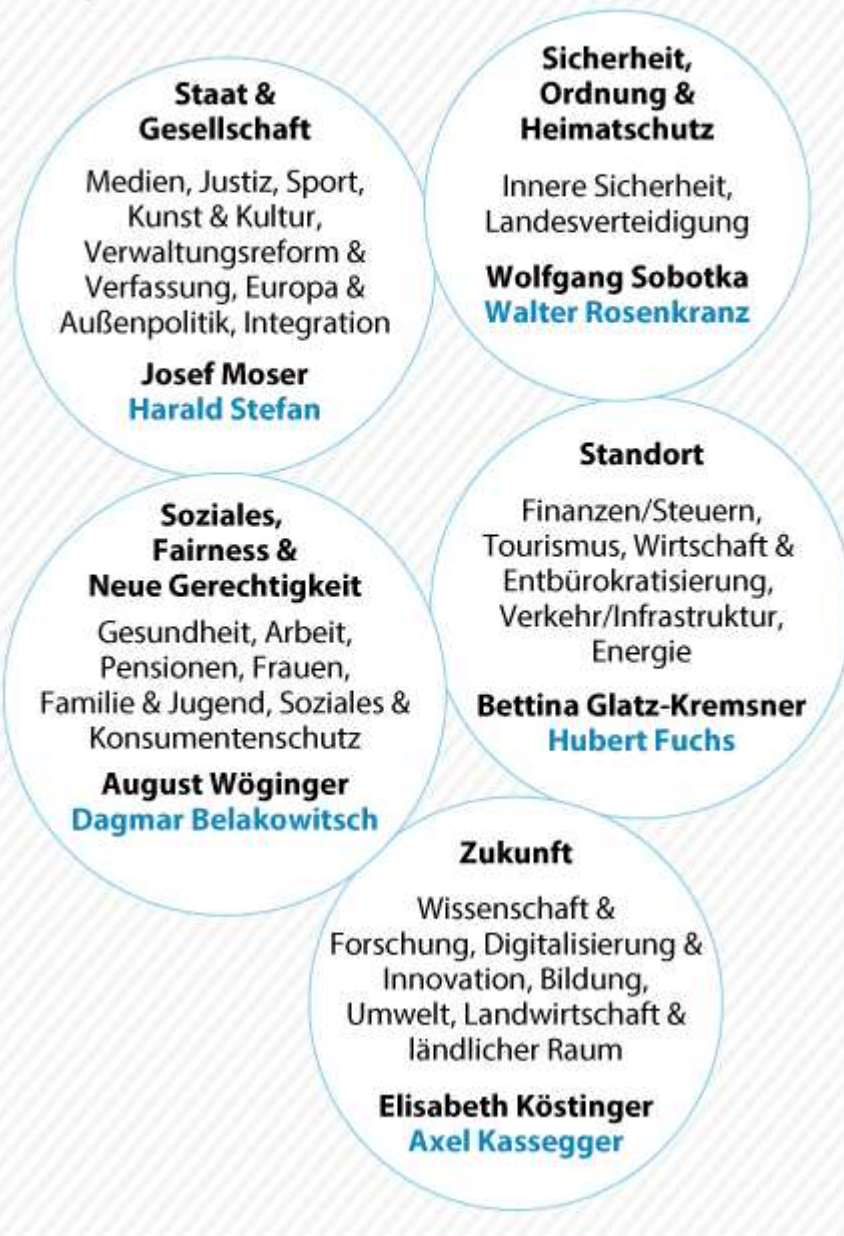 Staat &
Gesellschaft
Medien, Justiz, Sport,
Kunst & Kultur,
Verwaltungsreform &
Verfassung, Europa &
Außenpolitik, Integration
Josef Moser
Harald Stefan
Sicherheit,
Ordnung &
Heimatschutz
Innere Sicherheit,
Landesverteidigung
Wolfgang Sobotka
Walter Rosenkranz
Soziales,
Fairness &
Neue Gerechtigkeit
Gesundheit, Arbeit,
Pensionen, Frauen,
Familie & Jugend, Soziales &
Konsumentenschutz
August Wöginger
Dagmar Belakowitsch
Standort
Finanzen/Steuern,
Tourismus, Wirtschaft &
Entbürokratisierung,
Verkehr/Infrastruktur,
Energie
Bettina Glatz-Kremsner
Hubert Fuchs
Zukunft
Wissenschaft &
Forschung, Digitalisierung &
Innovation, Bildung,
Umwelt, Landwirtschaft &
ländlicher Raum
Elisabeth Köstinger
Axel Kassegger